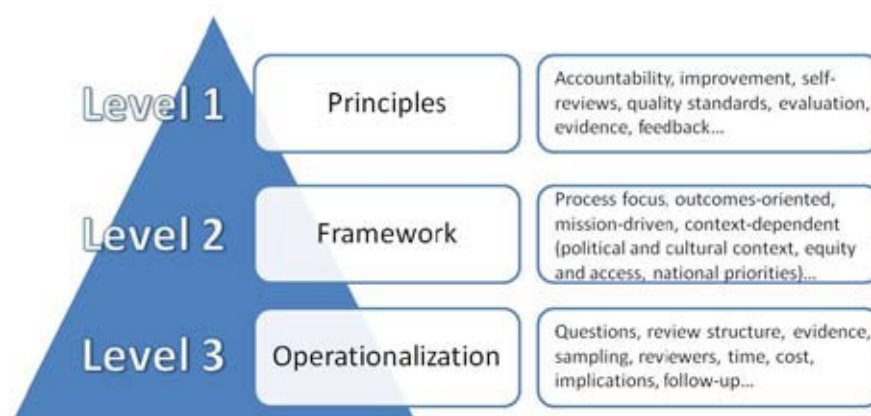 Level 1
Principles
Accountability, improvement, self-
reviews, quality standards, evaluation,
evidence, feedback...
Level 2
Framework
Process focus, outcomes-oriented,
mission-driven, context-dependent
(political and cultural context, equity
and access, national priorities)...
Level 3
Operationalization
Questions, review structure, evidence,
sampling, reviewers, time, cost,
implications, follow-up...